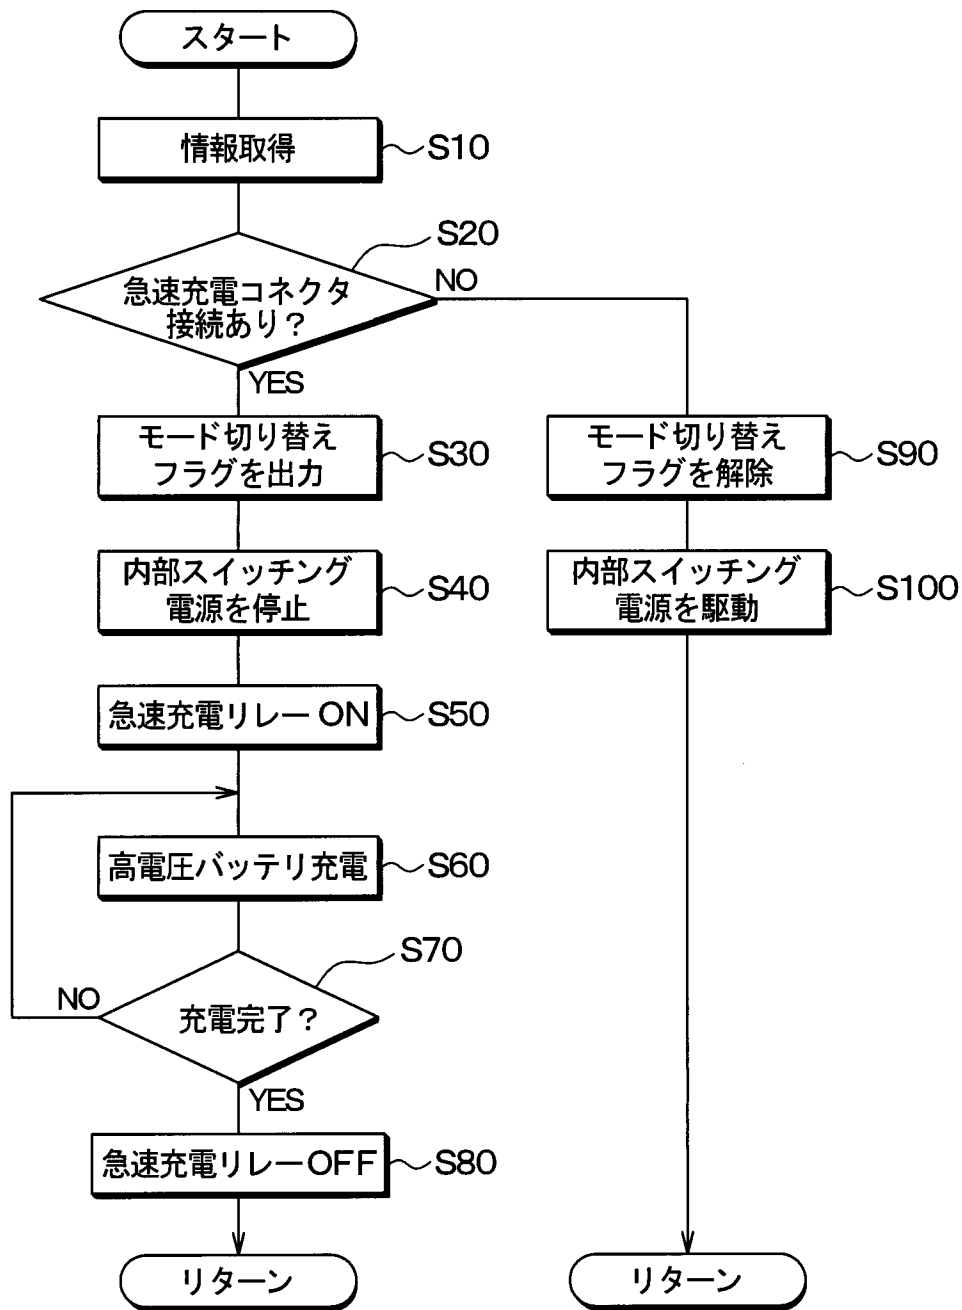 スタート
情報取得
S10
S20
急速充電コネクタ
接続あり？
NO
YES
モード切り替え
フラグを出力
S30
モード切り替え
フラグを解除
S90
内部スイッチング
電源を停止
S40
内部スイッチング
電源を駆動
S100
急速充電リレーON
S50
高電圧バッテリ充電
S60
S70
充電完了？
NO
YES
急速充電リレーOFF
S80
リターン
リターン